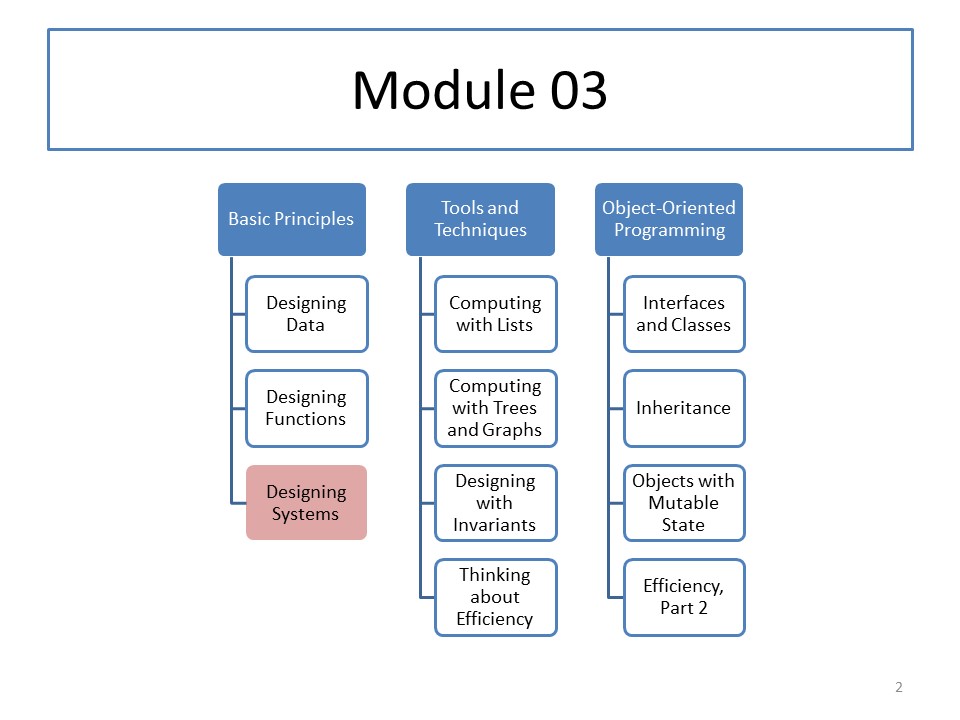 Module 03
Basic Principles
Designing
Data
Designing
Functions
Designing
Systems
Tools and
Techniques
Computing
with Lists
Computing
with Trees
and Graphs
Designing
with
Invariants
Thinking
about
Efficiency
Object-Oriented
Programming
Interfaces
and Classes
Inheritance
Objects with
Mutable
State
Efficiency,
Part 2
2